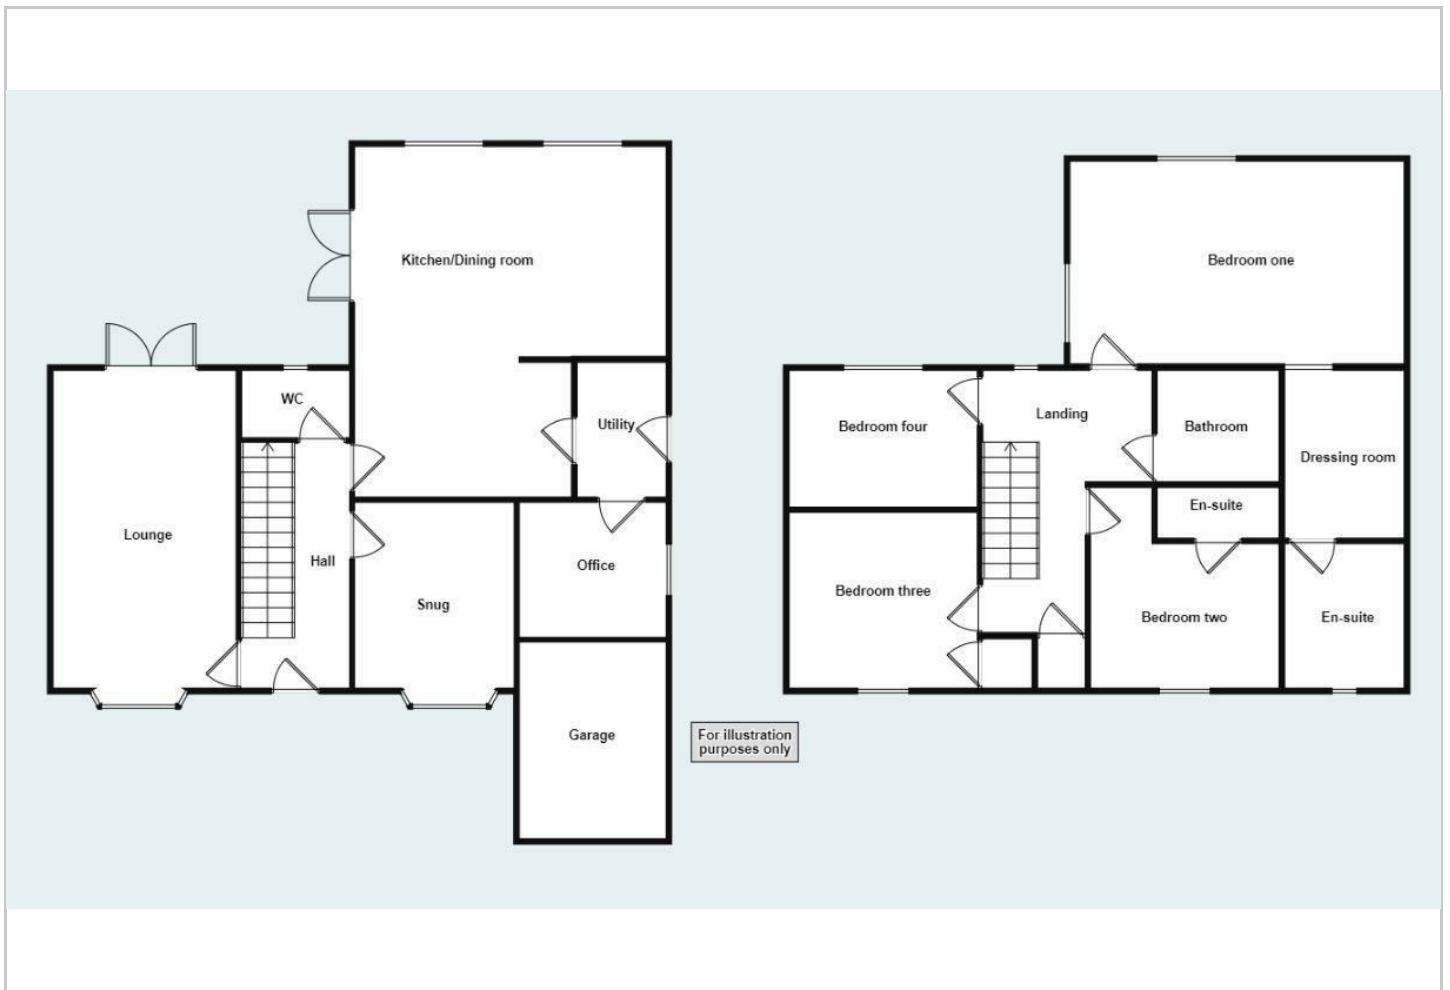 Kitchen/Dining room
WC
Utility
Lounge
Hall
Snug
Office
Garage
Bedroom one
Bedroom four
Landing
Bathroom
Dressing room
En-suite
Bedroom three
Bedroom two
En-suite
For illustration
purposes only